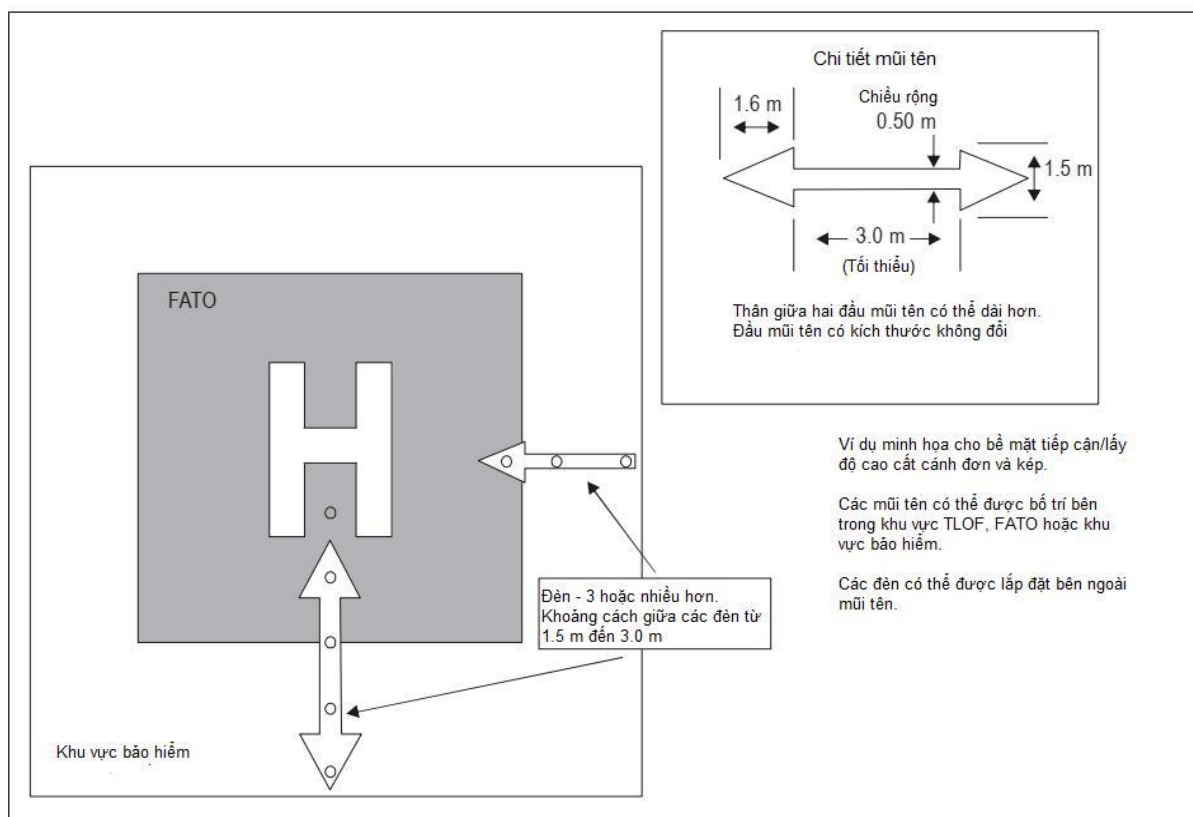 Chi tiết mũi tên
1.6 m
Chiều rộng
0.50 m
1.5 m
3.0 m
(Tối thiểu)
Thân giữa hai đầu mũi tên có thể dài hơn.
Đầu mũi tên có kích thước không đổi
FATO
H
Ví dụ minh họa cho bề mặt tiếp cận/lấy
độ cao cất cánh đơn và kép.
Các mũi tên có thể được bố trí bên
trong khu vực TLOF, FATO hoặc khu
vực bảo hiểm.
Các đèn có thể được lắp đặt bên ngoài
mũi tên.
Đèn - 3 hoặc nhiều hơn.
Khoảng cách giữa các đèn từ
1.5 m đến 3.0 m
Khu vực bảo hiểm